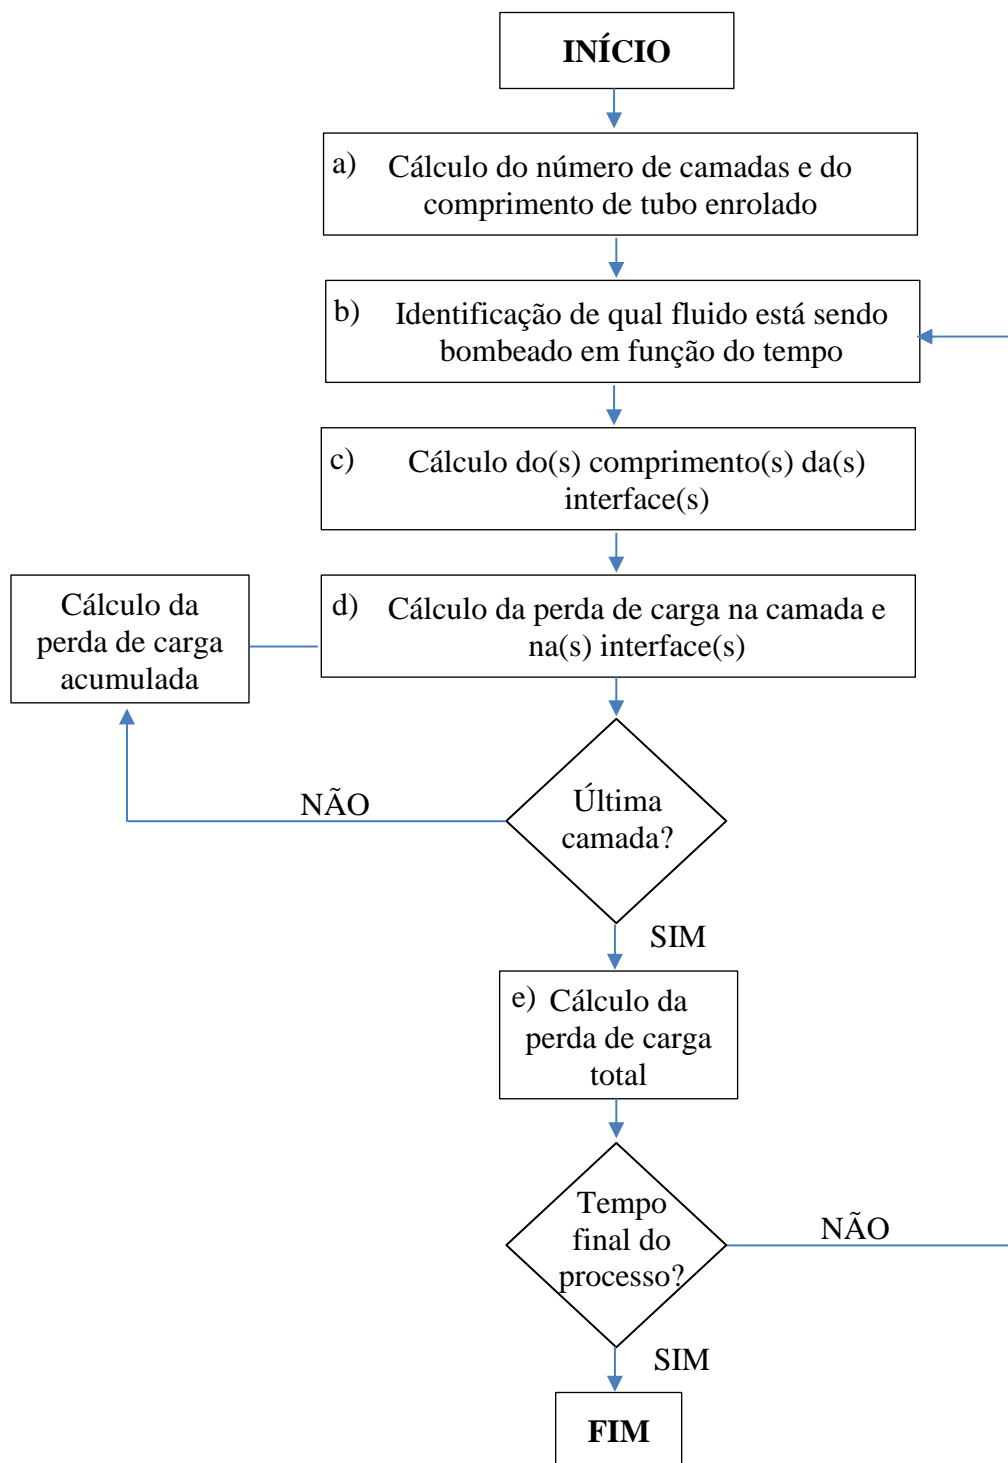 INÍCIO
a) Cálculo do número de camadas e do
comprimento de tubo enrolado
b) Identificação de qual fluido está sendo
bombeado em função do tempo
c) Cálculo do(s) comprimento(s) da(s)
interface(s)
d) Cálculo da perda de carga na camada e
na(s) interface(s)
Cálculo da
perda de carga
acumulada
NÃO
Última
camada?
SIM
e) Cálculo da
perda de carga
total
Tempo
final do
processo?
NÃO
SIM
FIM